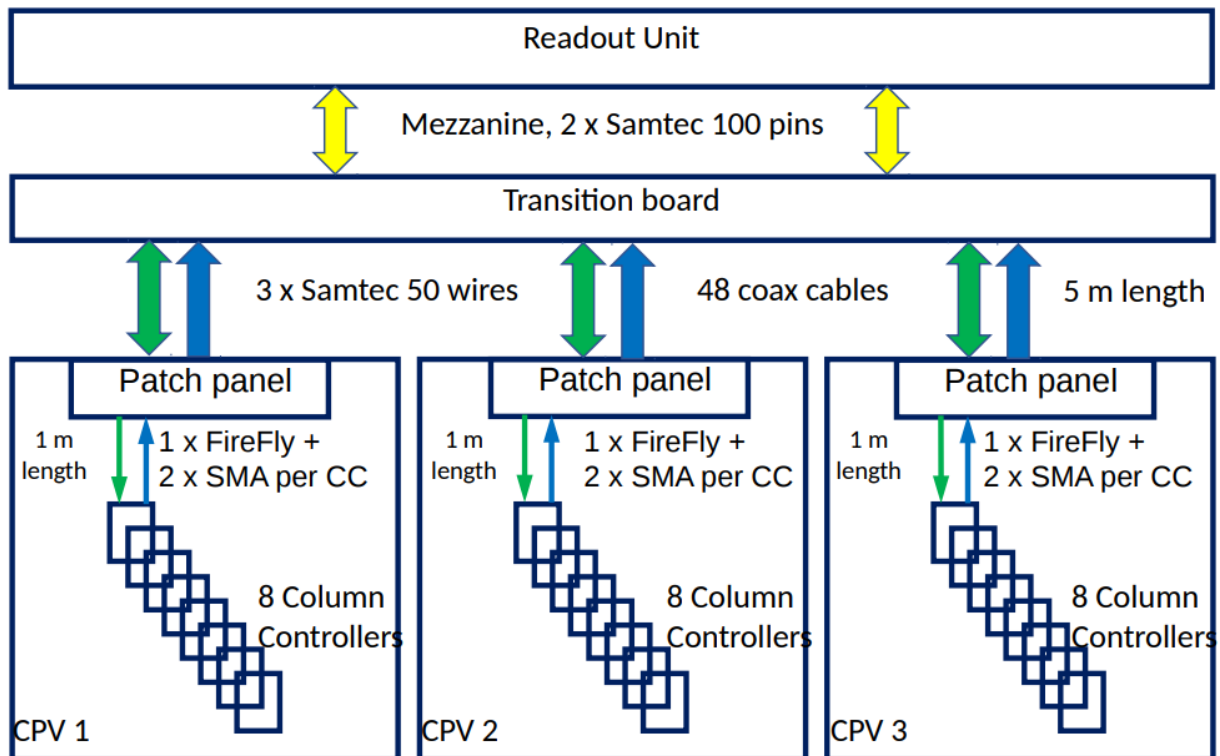 Readout Unit
Mezzanine, 2 x Samtec 100 pins
Transition board
3 x Samtec 50 wires
48 coax cables
5 m length
Patch panel
1 m
length
1 x FireFly +
2 x SMA per CC
8 Column
Controllers
CPV 1
Patch panel
1 m
length
1 x FireFly +
2 x SMA per CC
8 Column
Controllers
CPV 2
Patch panel
1 m
length
1 x FireFly +
2 x SMA per CC
8 Column
Controllers
CPV 3